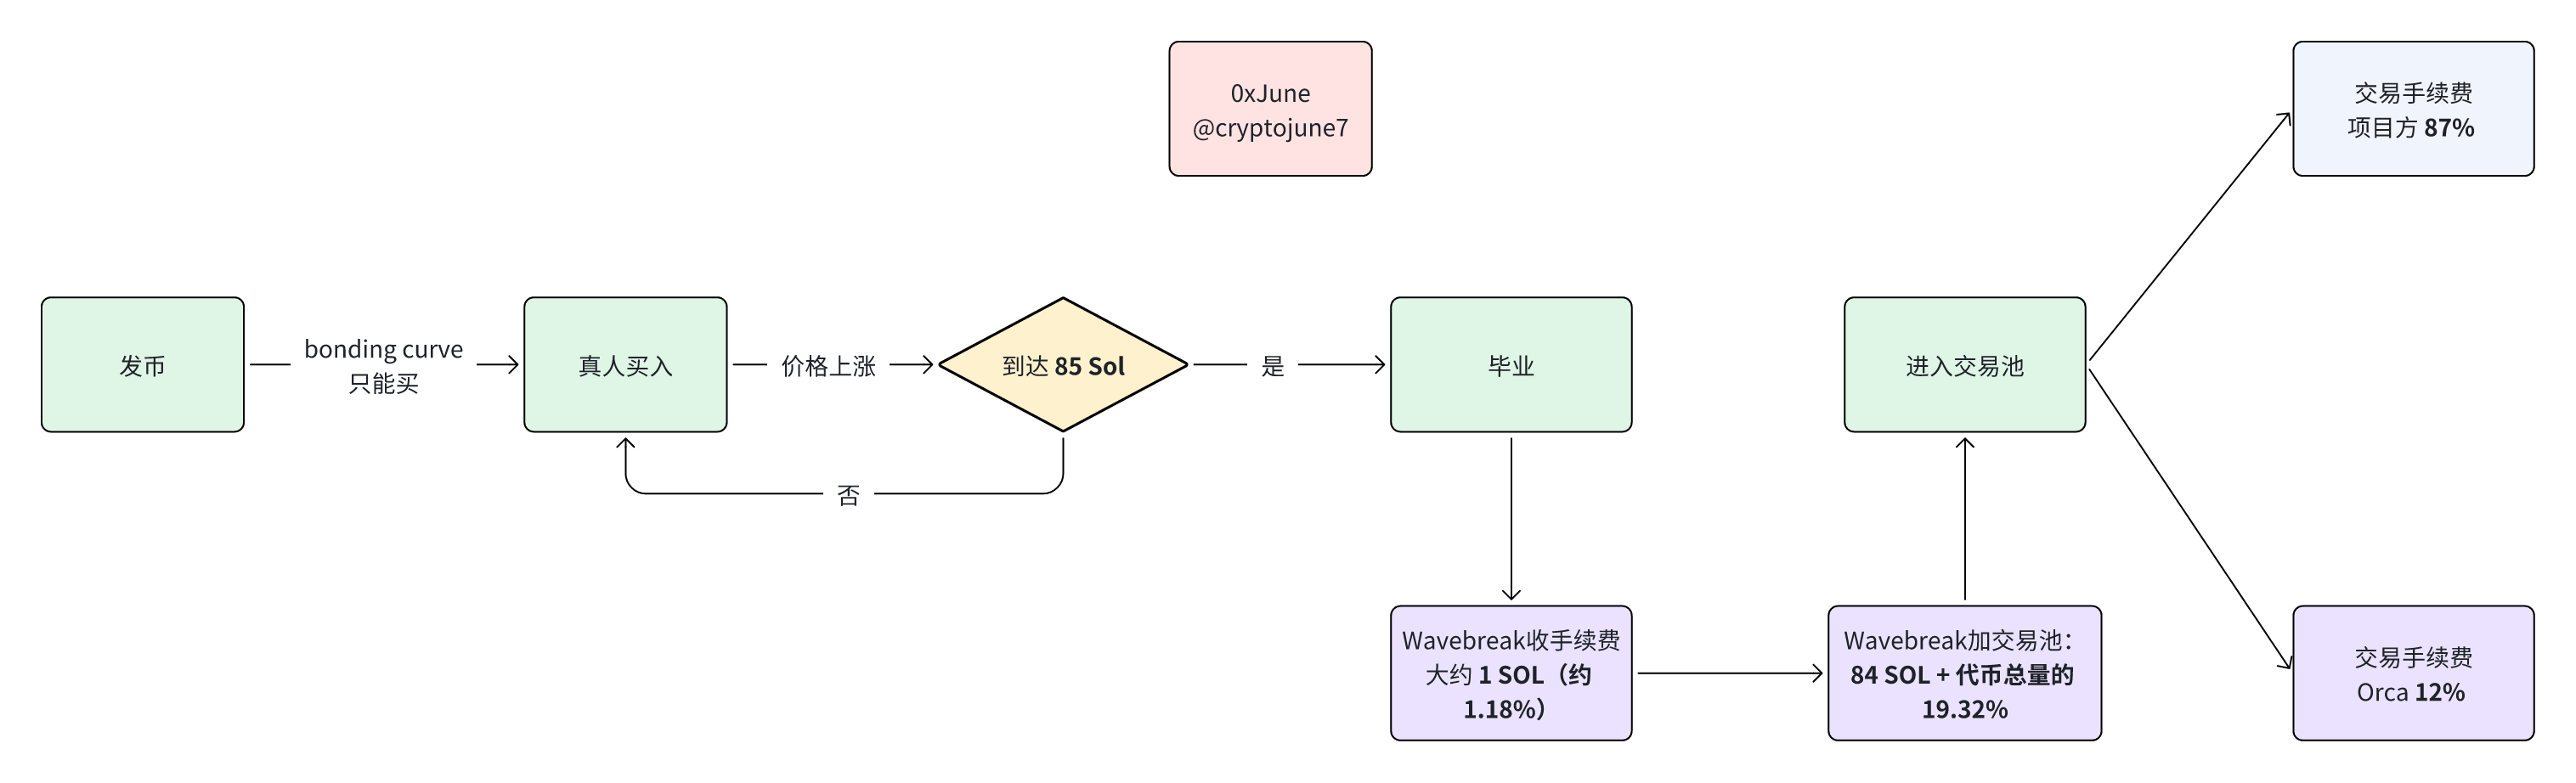 0xJune
@cryptojune7
交易手续费
项目方 87%
发币
bonding curve
只能买
真人买入
价格上涨
到达 85 Sol
是
毕业
进入交易池
否
Wavebreak收手续费
大约 1 SOL（约
1.18%）
Wavebreak加交易池：
84 SOL + 代币总量的
19.32%
交易手续费
Orca 12%